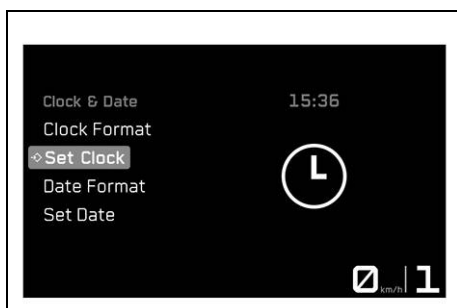 Clock & Date 15:36
Clock Format
Set Clock
Date Format
Set Date
0 km/h 1